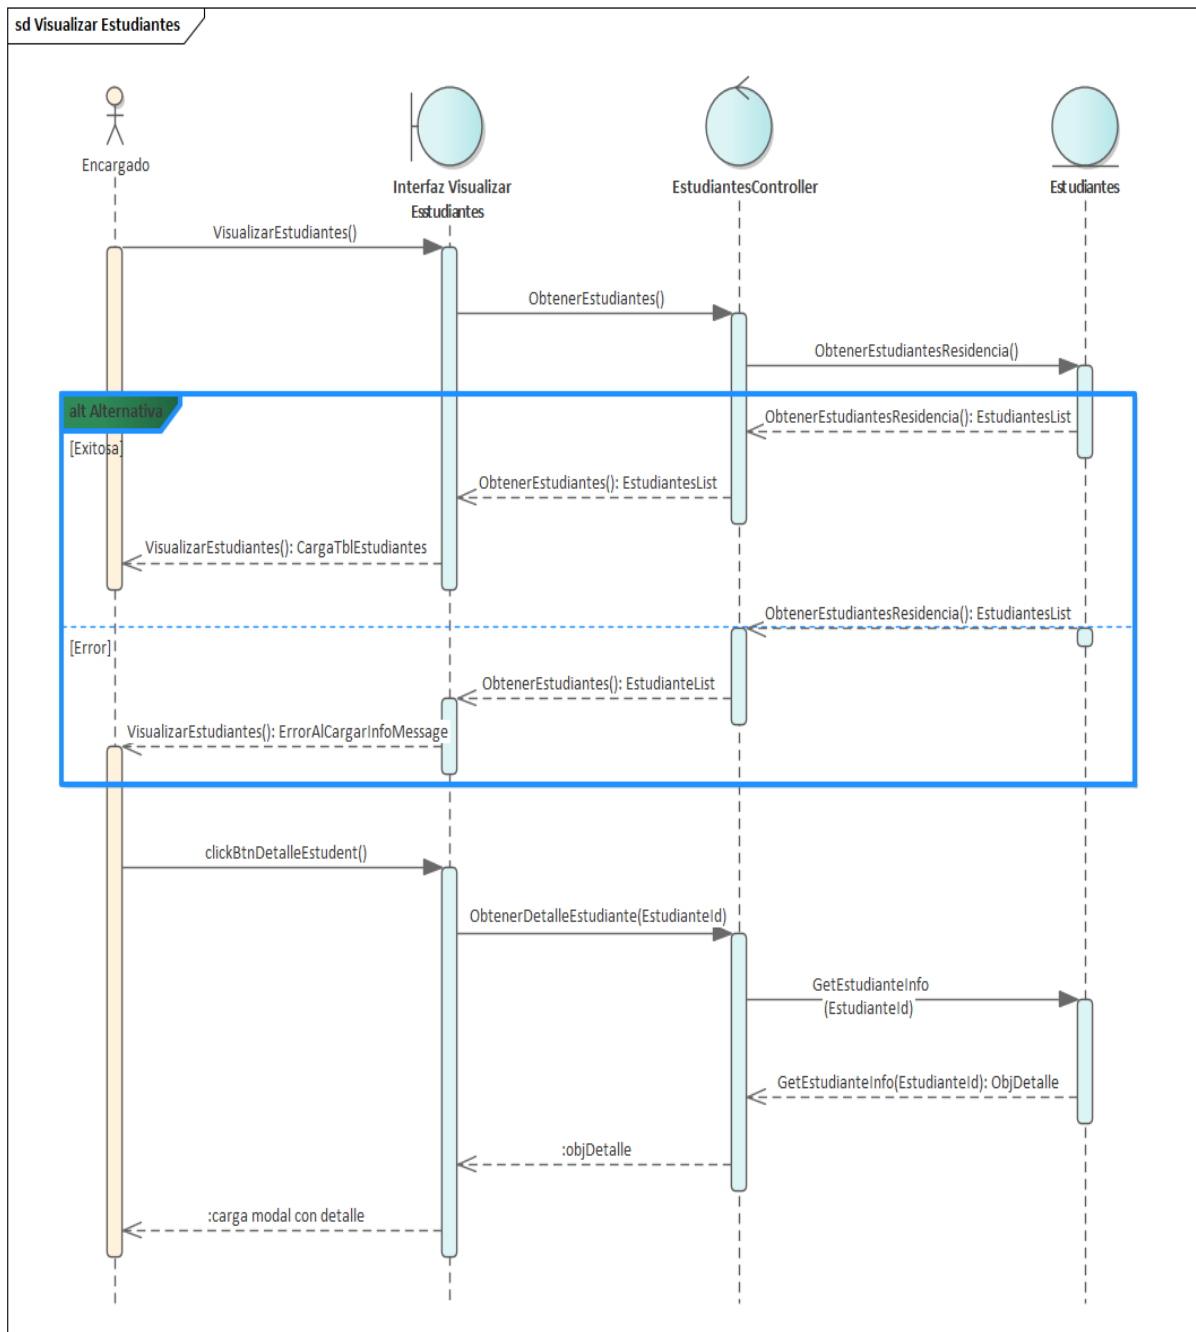 sd Visualizar Estudiantes
Encargado
Interfaz Visualizar
Esstudiantes
EstudiantesController
Estudiantes
VisualizarEstudiantes()
ObtenerEstudiantes()
ObtenerEstudiantesResidencia()
alt Alternativa
ObtenerEstudiantesResidencia(): EstudiantesList
[Exitosa]
ObtenerEstudiantes(): EstudiantesList
VisualizarEstudiantes(): CargaTblEstudiantes
ObtenerEstudiantesResidencia(): EstudiantesList
[Error]
ObtenerEstudiantes(): EstudianteList
VisualizarEstudiantes(): ErrorAlCargarInfoMessage
clickBtnDetalleEstudent()
ObtenerDetalleEstudiante(EstudianteId)
GetEstudianteInfo
(EstudianteId)
GetEstudianteInfo(EstudianteId): ObjDetalle
:objDetalle
:carga modal con detalle